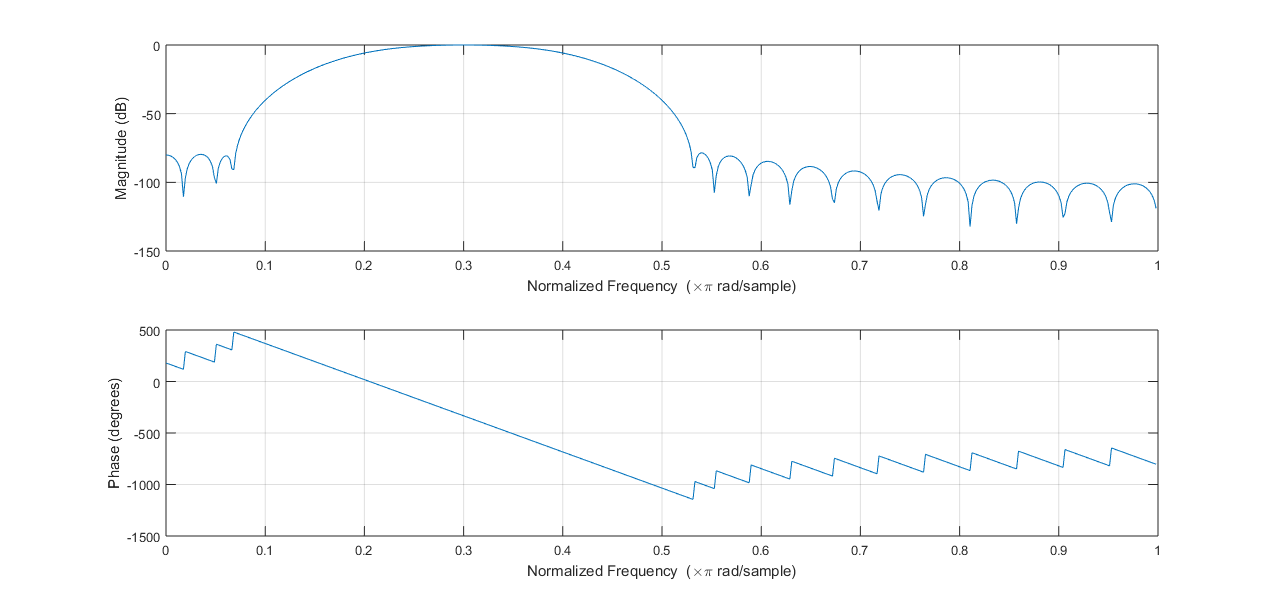 0
-50
-100
-150
Magnitude (dB)
0 0.1 0.2 0.3 0.4 0.5 0.6 0.7 0.8 0.9 1
Normalized Frequency (×π rad/sample)
500
0
-500
-1000
-1500
Phase (degrees)
0 0.1 0.2 0.3 0.4 0.5 0.6 0.7 0.8 0.9 1
Normalized Frequency (×π rad/sample)